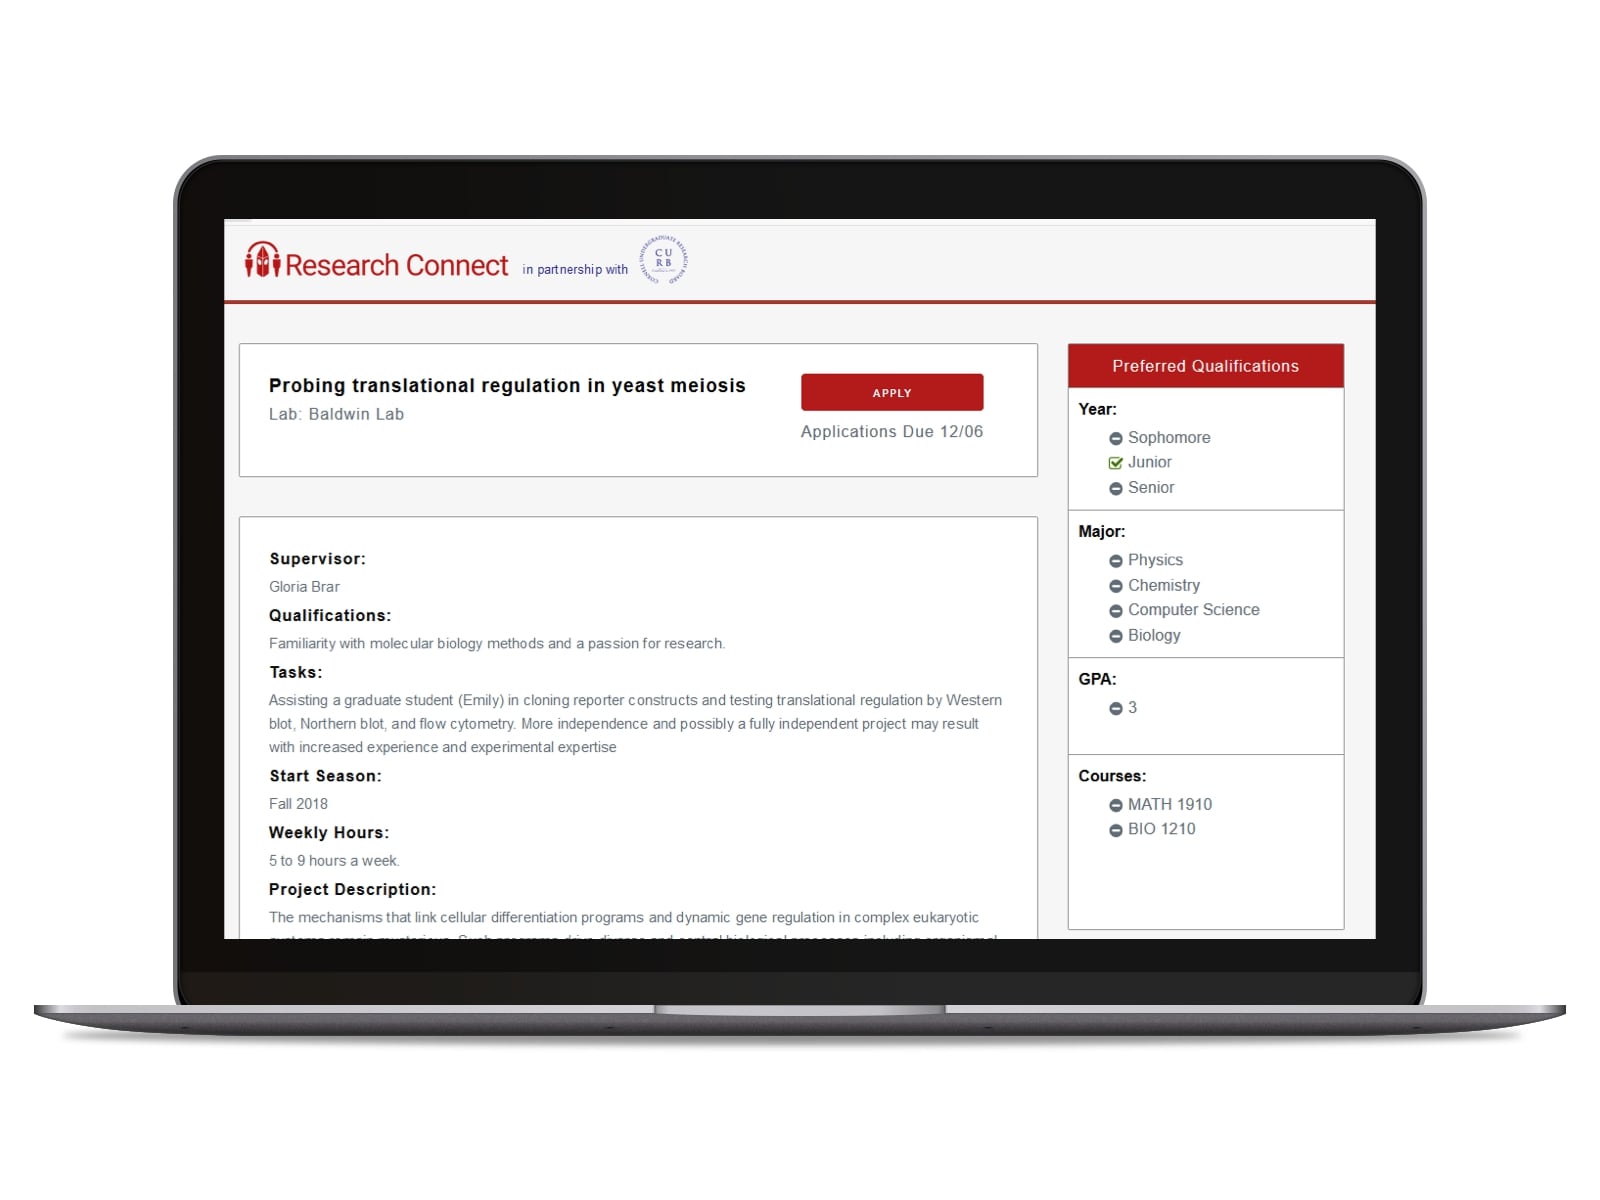 Research Connect in partnership with
CORNELL UNDERGRADUATE RESEARCH BOARD
CU
RB
Probing translational regulation in yeast meiosis
Lab: Baldwin Lab
APPLY
Applications Due 12/06
Supervisor:
Gloria Brar
Qualifications:
Familiarity with molecular biology methods and a passion for research.
Tasks:
Assisting a graduate student (Emily) in cloning reporter constructs and testing translational regulation by Western
blot, Northern blot, and flow cytometry. More independence and possibly a fully independent project may result
with increased experience and experimental expertise
Start Season:
Fall 2018
Weekly Hours:
5 to 9 hours a week.
Project Description:
The mechanisms that link cellular differentiation programs and dynamic gene regulation in complex eukaryotic
Preferred Qualifications
Year:
Sophomore
Junior
Senior
Major:
Physics
Chemistry
Computer Science
Biology
GPA:
3
Courses:
MATH 1910
BIO 1210